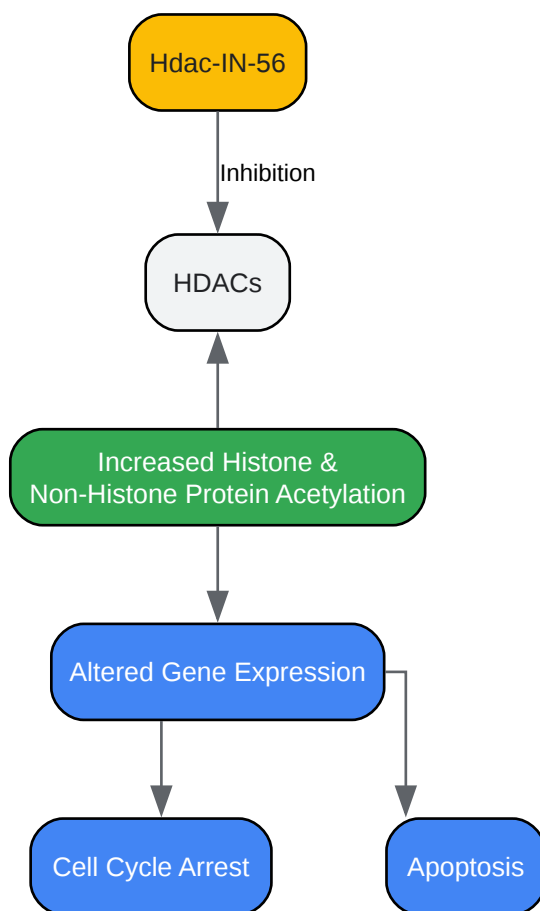 Hdac-IN-56
Inhibition
HDACs
Increased Histone &
Non-Histone Protein Acetylation
Altered Gene Expression
Cell Cycle Arrest
Apoptosis